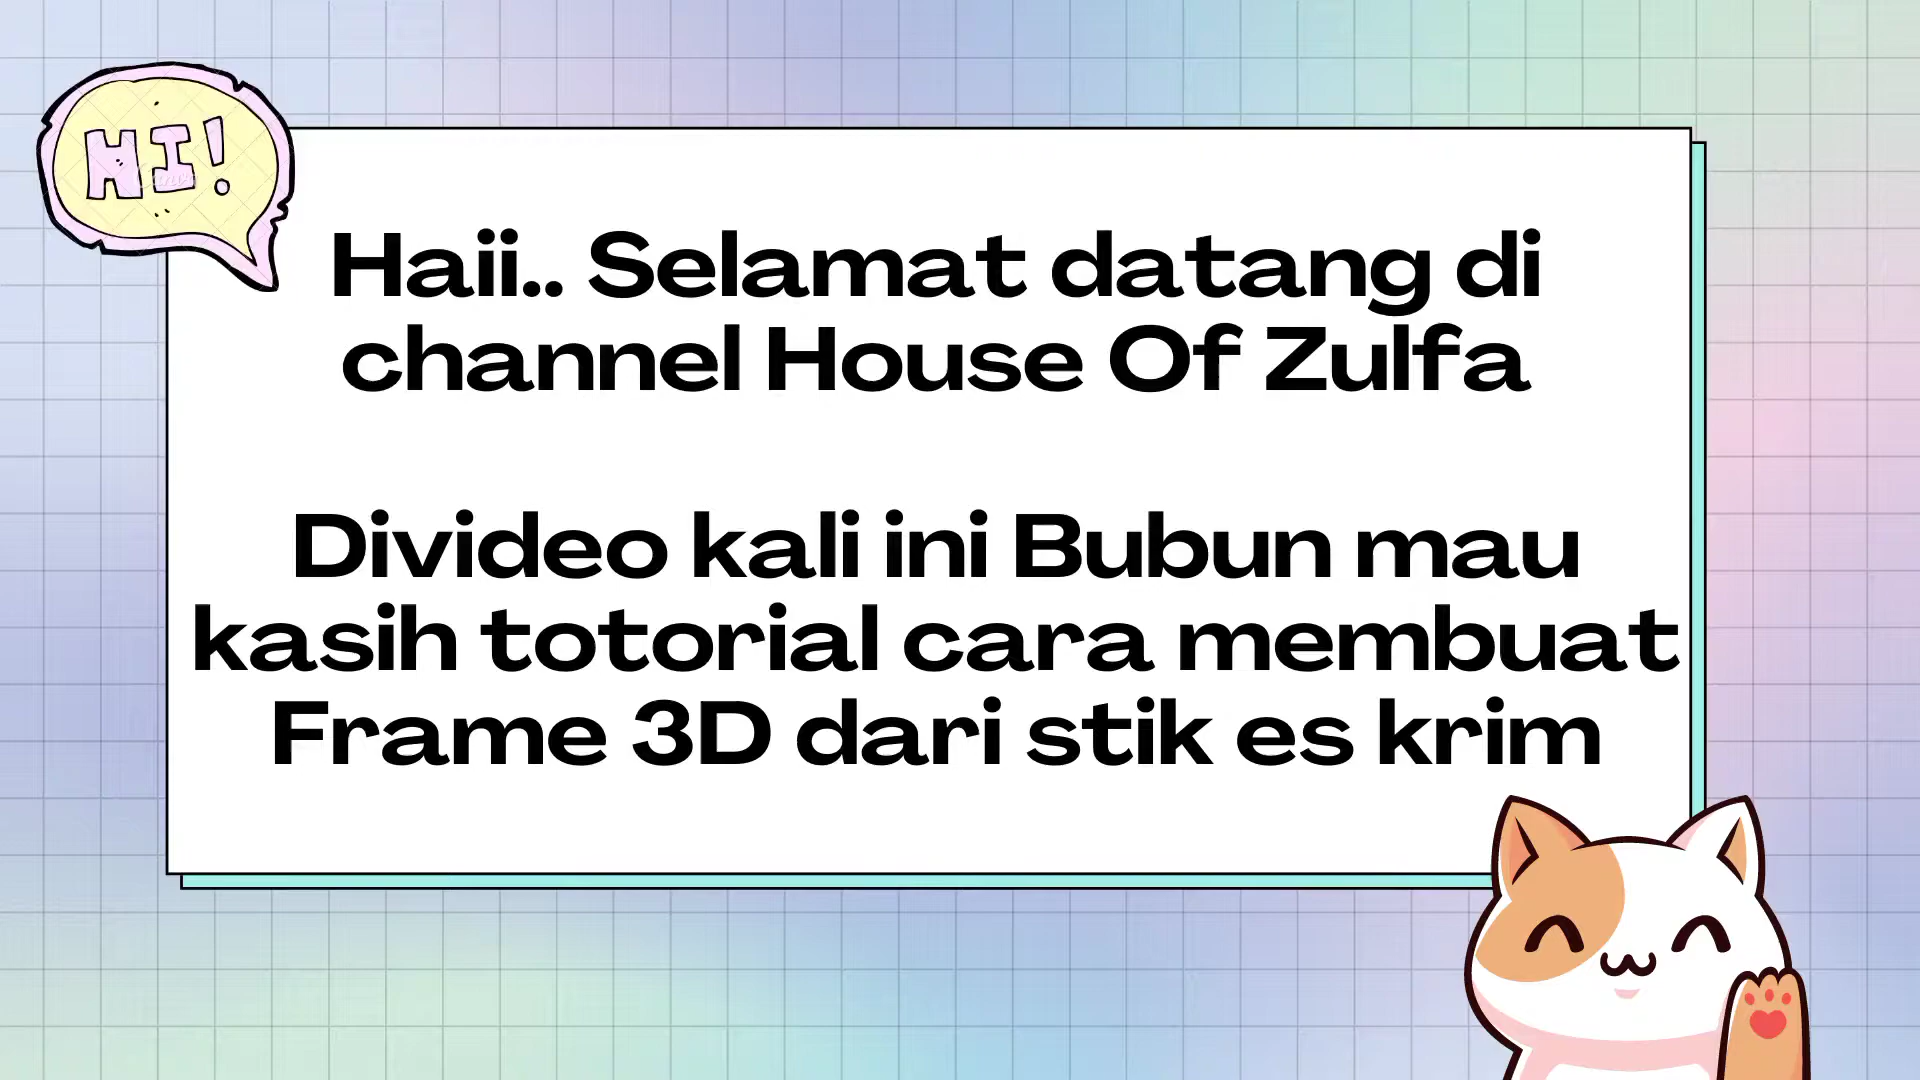 HI!
Haii.. Selamat datang di
channel House Of Zulfa
Divideo kali ini Bubun mau
kasih totorial cara membuat
Frame 3D dari stik es krim